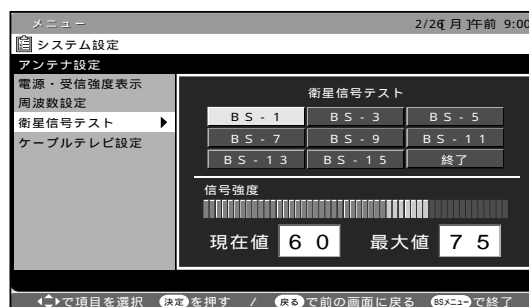 メニュー 2/26[月]午前 9:00
システム設定
アンテナ設定
電源・受信強度表示
周波数設定
衛星信号テスト
ケーブルテレビ設定
衛星信号テスト
BS-1 BS-3 BS-5
BS-7 BS-9 BS-11
BS-13 BS-15 終了
信号強度
現在値 60 最大値 75
で項目を選択 決定を押す / 戻るで前の画面に戻る BSメニューで終了